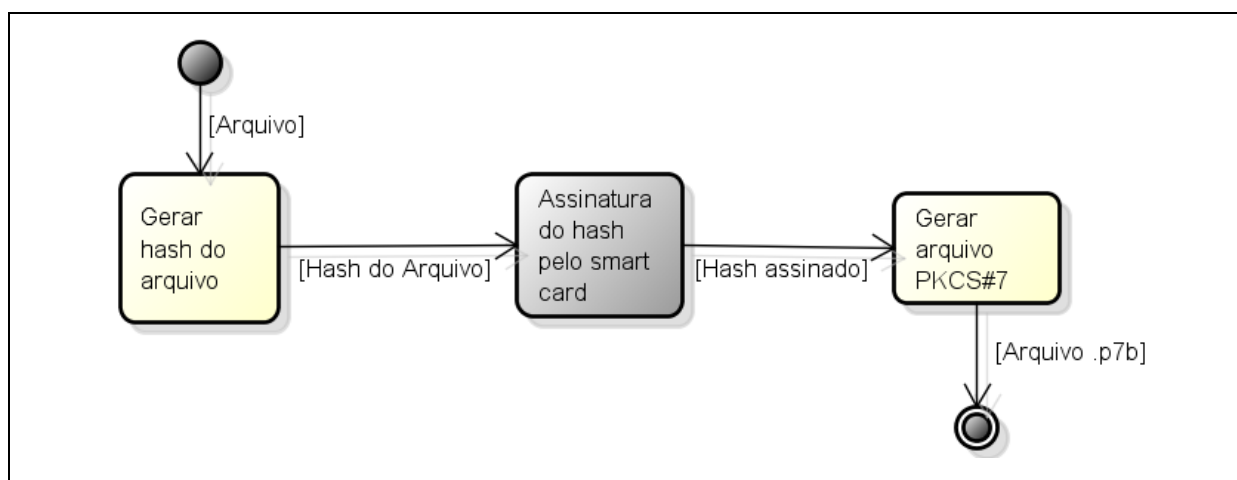 [Arquivo]
Gerar
hash do
arquivo
[Hash do Arquivo]
Assinatura
do hash
pelo smart
card
[Hash assinado]
Gerar
arquivo
PKCS#7
[Arquivo .p7b]